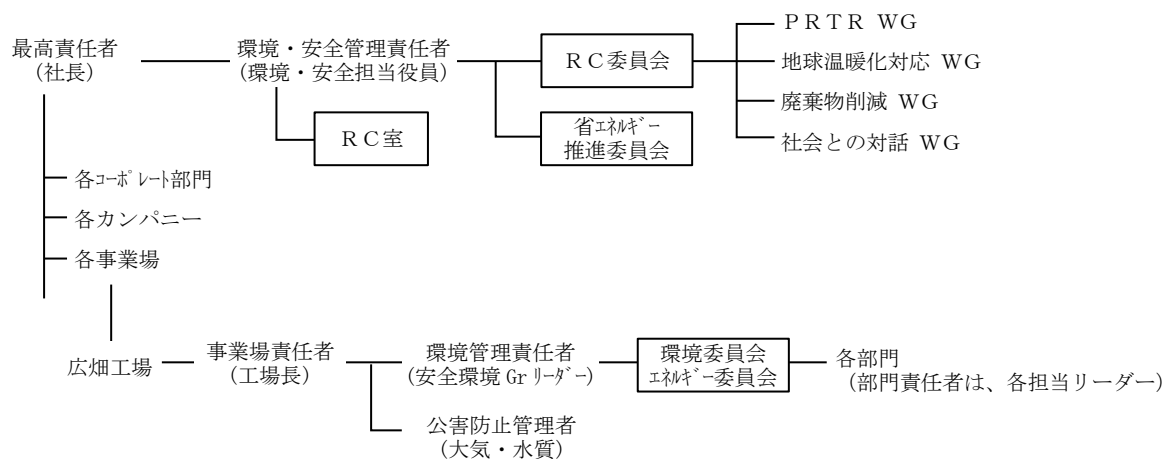 PRTR WG
最高責任者
(社長)
環境・安全管理責任者
(環境・安全担当役員)
RC委員会
地球温暖化対応 WG
廃棄物削減 WG
社会との対話 WG
RC室
省エネルギー
推進委員会
各コーポレート部門
各カンパニー
各事業場
広畑工場
事業場責任者
(工場長)
環境管理責任者
(安全環境 Gr リーダー)
環境委員会
エネルギー委員会
各部門
(部門責任者は、各担当リーダー)
公害防止管理者
(大気・水質)